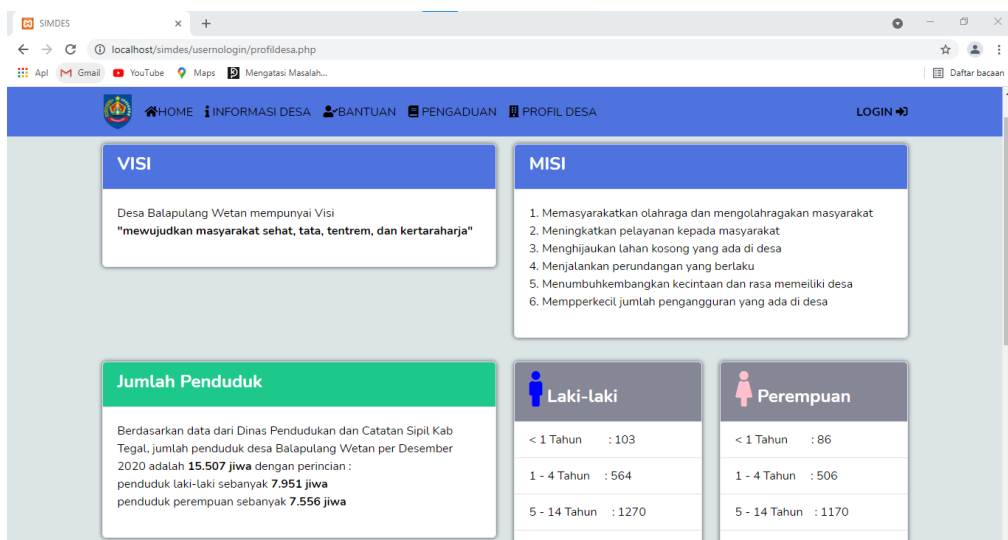 SIMDES
localhost/simdes/usernologin/profildesa.php
Apl Gmail YouTube Maps Mengatasi Masalah... Daftar bacaan
HOME INFORMASI DESA BANTUAN PENGADUAN PROFIL DESA LOGIN
VISI
Desa Balapulang Wetan mempunyai Visi
"mewujudkan masyarakat sehat, tata, tentrem, dan kertaraharja"
MISI
1. Memasyarakatkan olahraga dan mengolahragakan masyarakat
2. Meningkatkan pelayanan kepada masyarakat
3. Menghijaukan lahan kosong yang ada di desa
4. Menjalankan perundangan yang berlaku
5. Menumbuhkembangkan kecintaan dan rasa memeiliki desa
6. Mempperkecil jumlah pengangguran yang ada di desa
Jumlah Penduduk
Berdasarkan data dari Dinas Pendudukan dan Catatan Sipil Kab
Tegal, jumlah penduduk desa Balapulang Wetan per Desember
2020 adalah 15.507 jiwa dengan perincian :
penduduk laki-laki sebanyak 7.951 jiwa
penduduk perempuan sebanyak 7.556 jiwa
Laki-laki
< 1 Tahun : 103
1 - 4 Tahun : 564
5 - 14 Tahun : 1270
Perempuan
< 1 Tahun : 86
1 - 4 Tahun : 506
5 - 14 Tahun : 1170